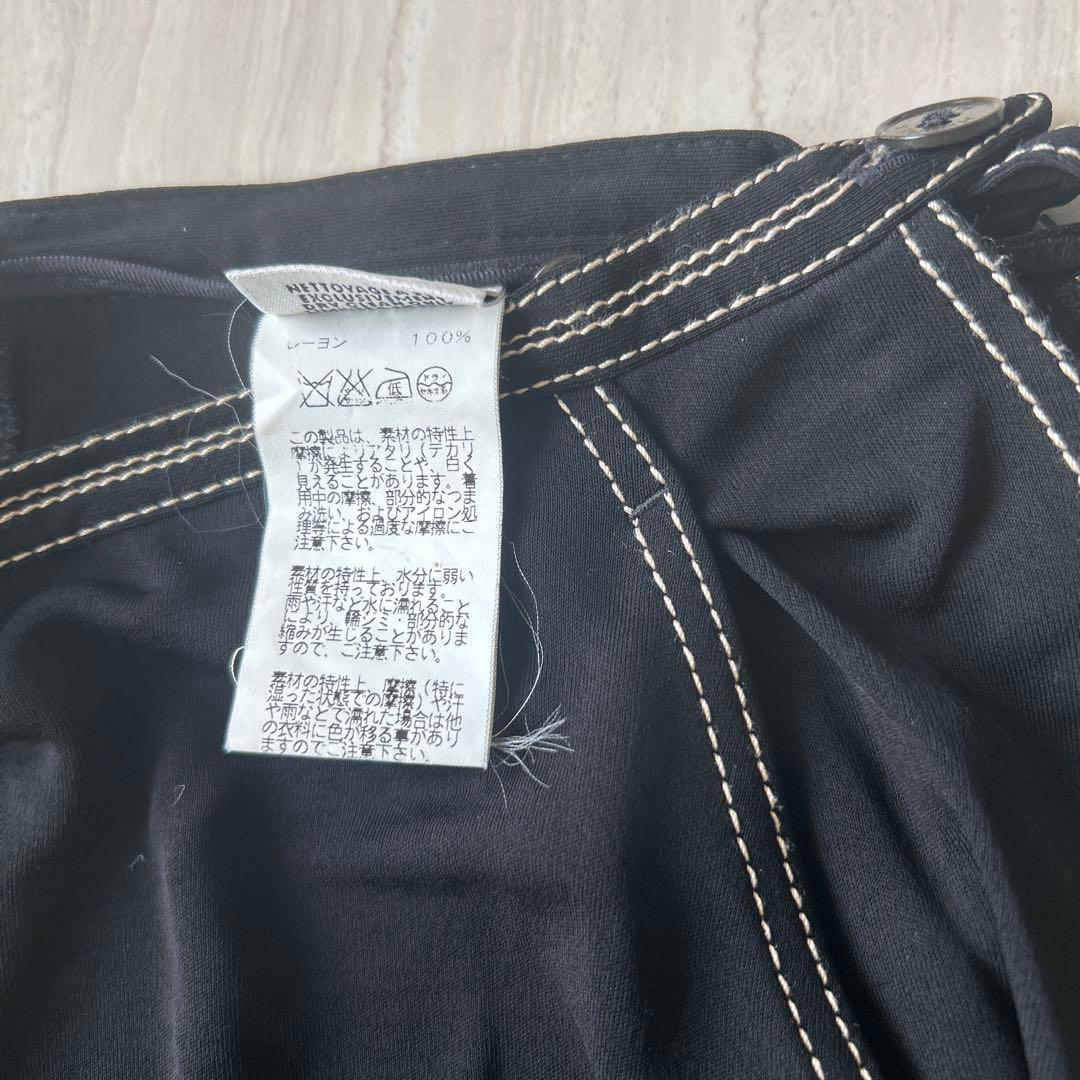 NETTOYAGE
EXCLUSIVEMENT
DRY CLEAN ONLY
レーヨン 100%
低
ドライ
セキユ系
この製品は、素材の特性上
摩擦によりアタリ(テカリ
)が発生することや、白く
見えることがあります。着
用中の摩擦、部分的なつま
み洗い、およびアイロン処
理等による過度な摩擦にご
注意下さい。
素材の特性上、水分に弱い
性質を持っております。
雨や汗など水に濡れること
により、輪ジミ・部分的な
縮みが生じることがありま
すので、ご注意下さい。
素材の特性上、摩擦(特に
湿った状態での摩擦)や汗
や雨などで濡れた場合は他
の衣料に色が移る事があり
ますのでご注意下さい。